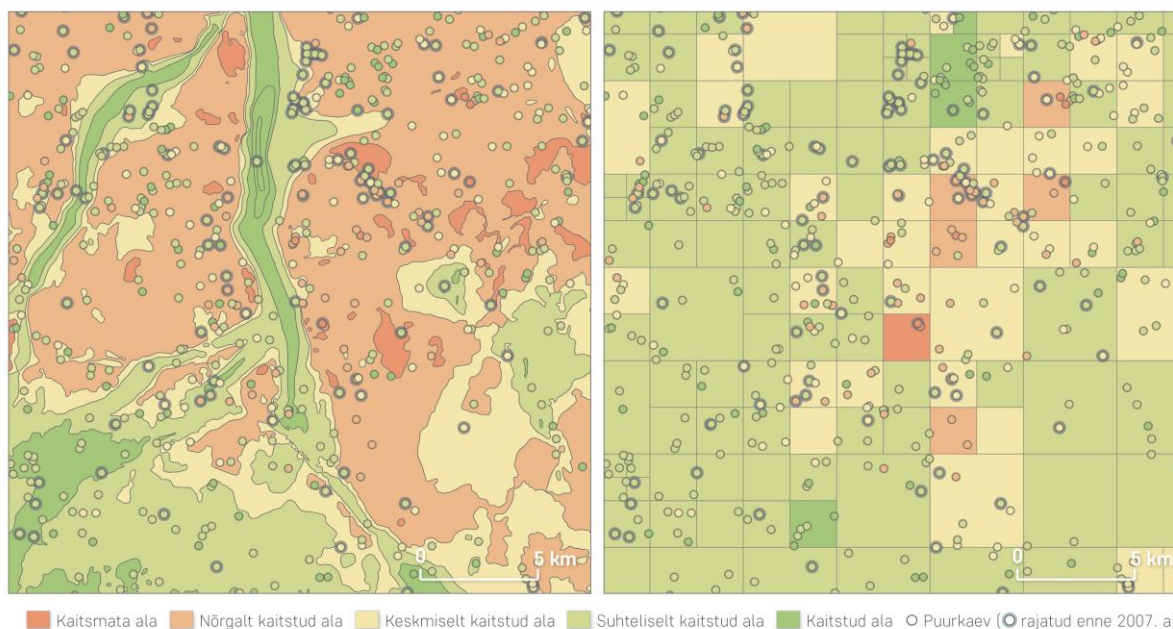 0
5 km
0
5 km
Kaitsmata ala Nõrgalt kaitstud ala Keskmiselt kaitstud ala Suhteliselt kaitstud ala Kaitstud ala Puurkaev ( rajatud enne 2007. a